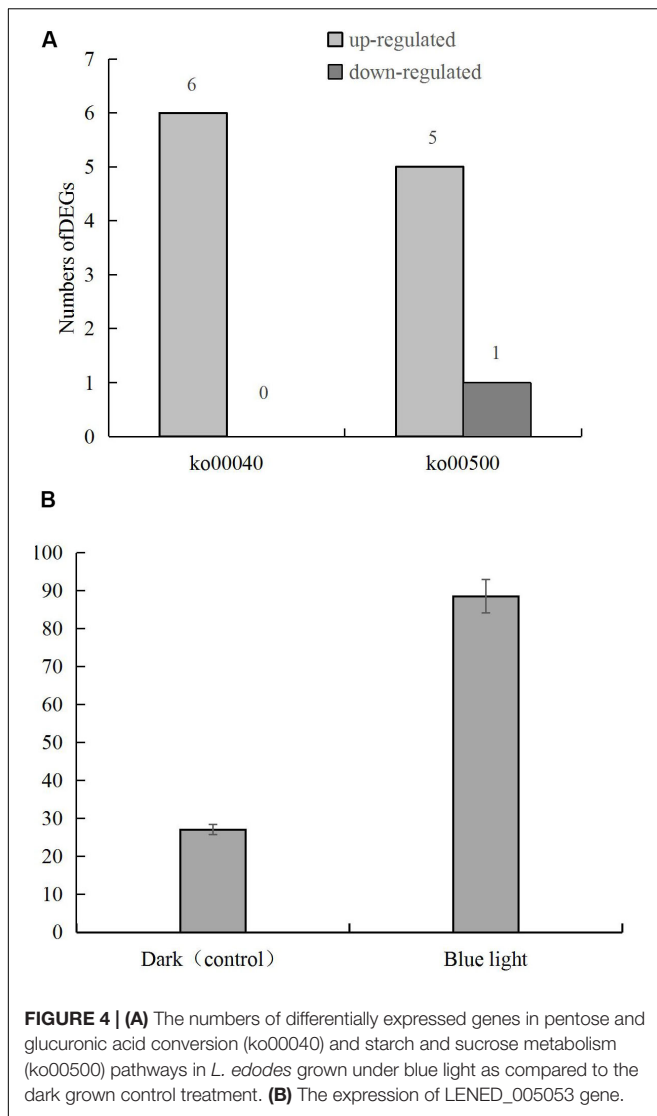 A
up-regulated
down-regulated
7
6
5
4
3
2
1
0
Numbers ofDEGs
6
0
5
1
ko00040
ko00500
B
100
90
80
70
60
50
40
30
20
10
0
Dark（control）
Blue light
FIGURE 4 | (A) The numbers of differentially expressed genes in pentose and
glucuronic acid conversion (ko00040) and starch and sucrose metabolism
(ko00500) pathways in L. edodes grown under blue light as compared to the
dark grown control treatment. (B) The expression of LENED_005053 gene.